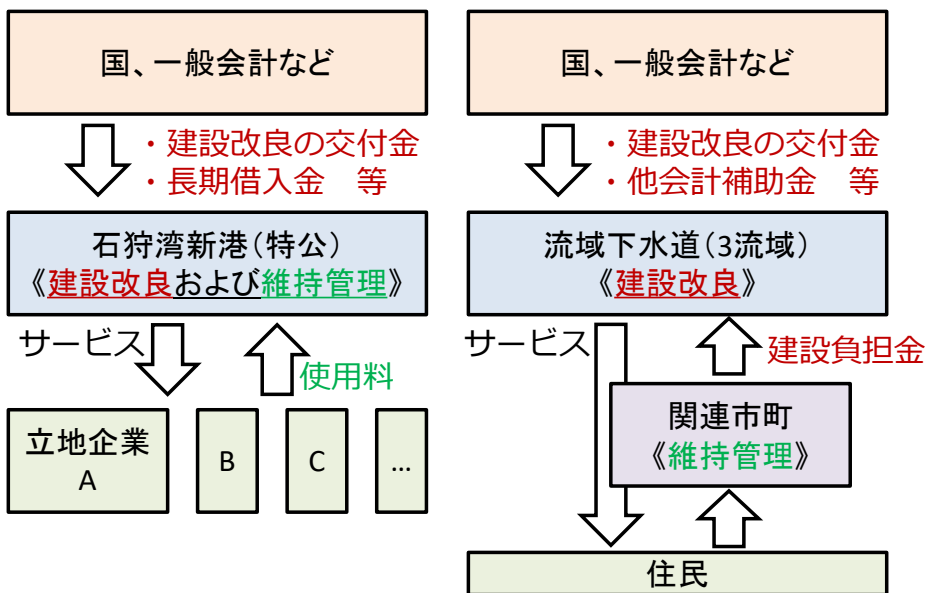 国、一般会計など
・建設改良の交付金
・長期借入金　等
石狩湾新港（特公）
《建設改良および維持管理》
サービス
使用料
立地企業
A
B
C
…
国、一般会計など
・建設改良の交付金
・他会計補助金　等
流域下水道（3流域）
《建設改良》
サービス
建設負担金
関連市町
《維持管理》
住民